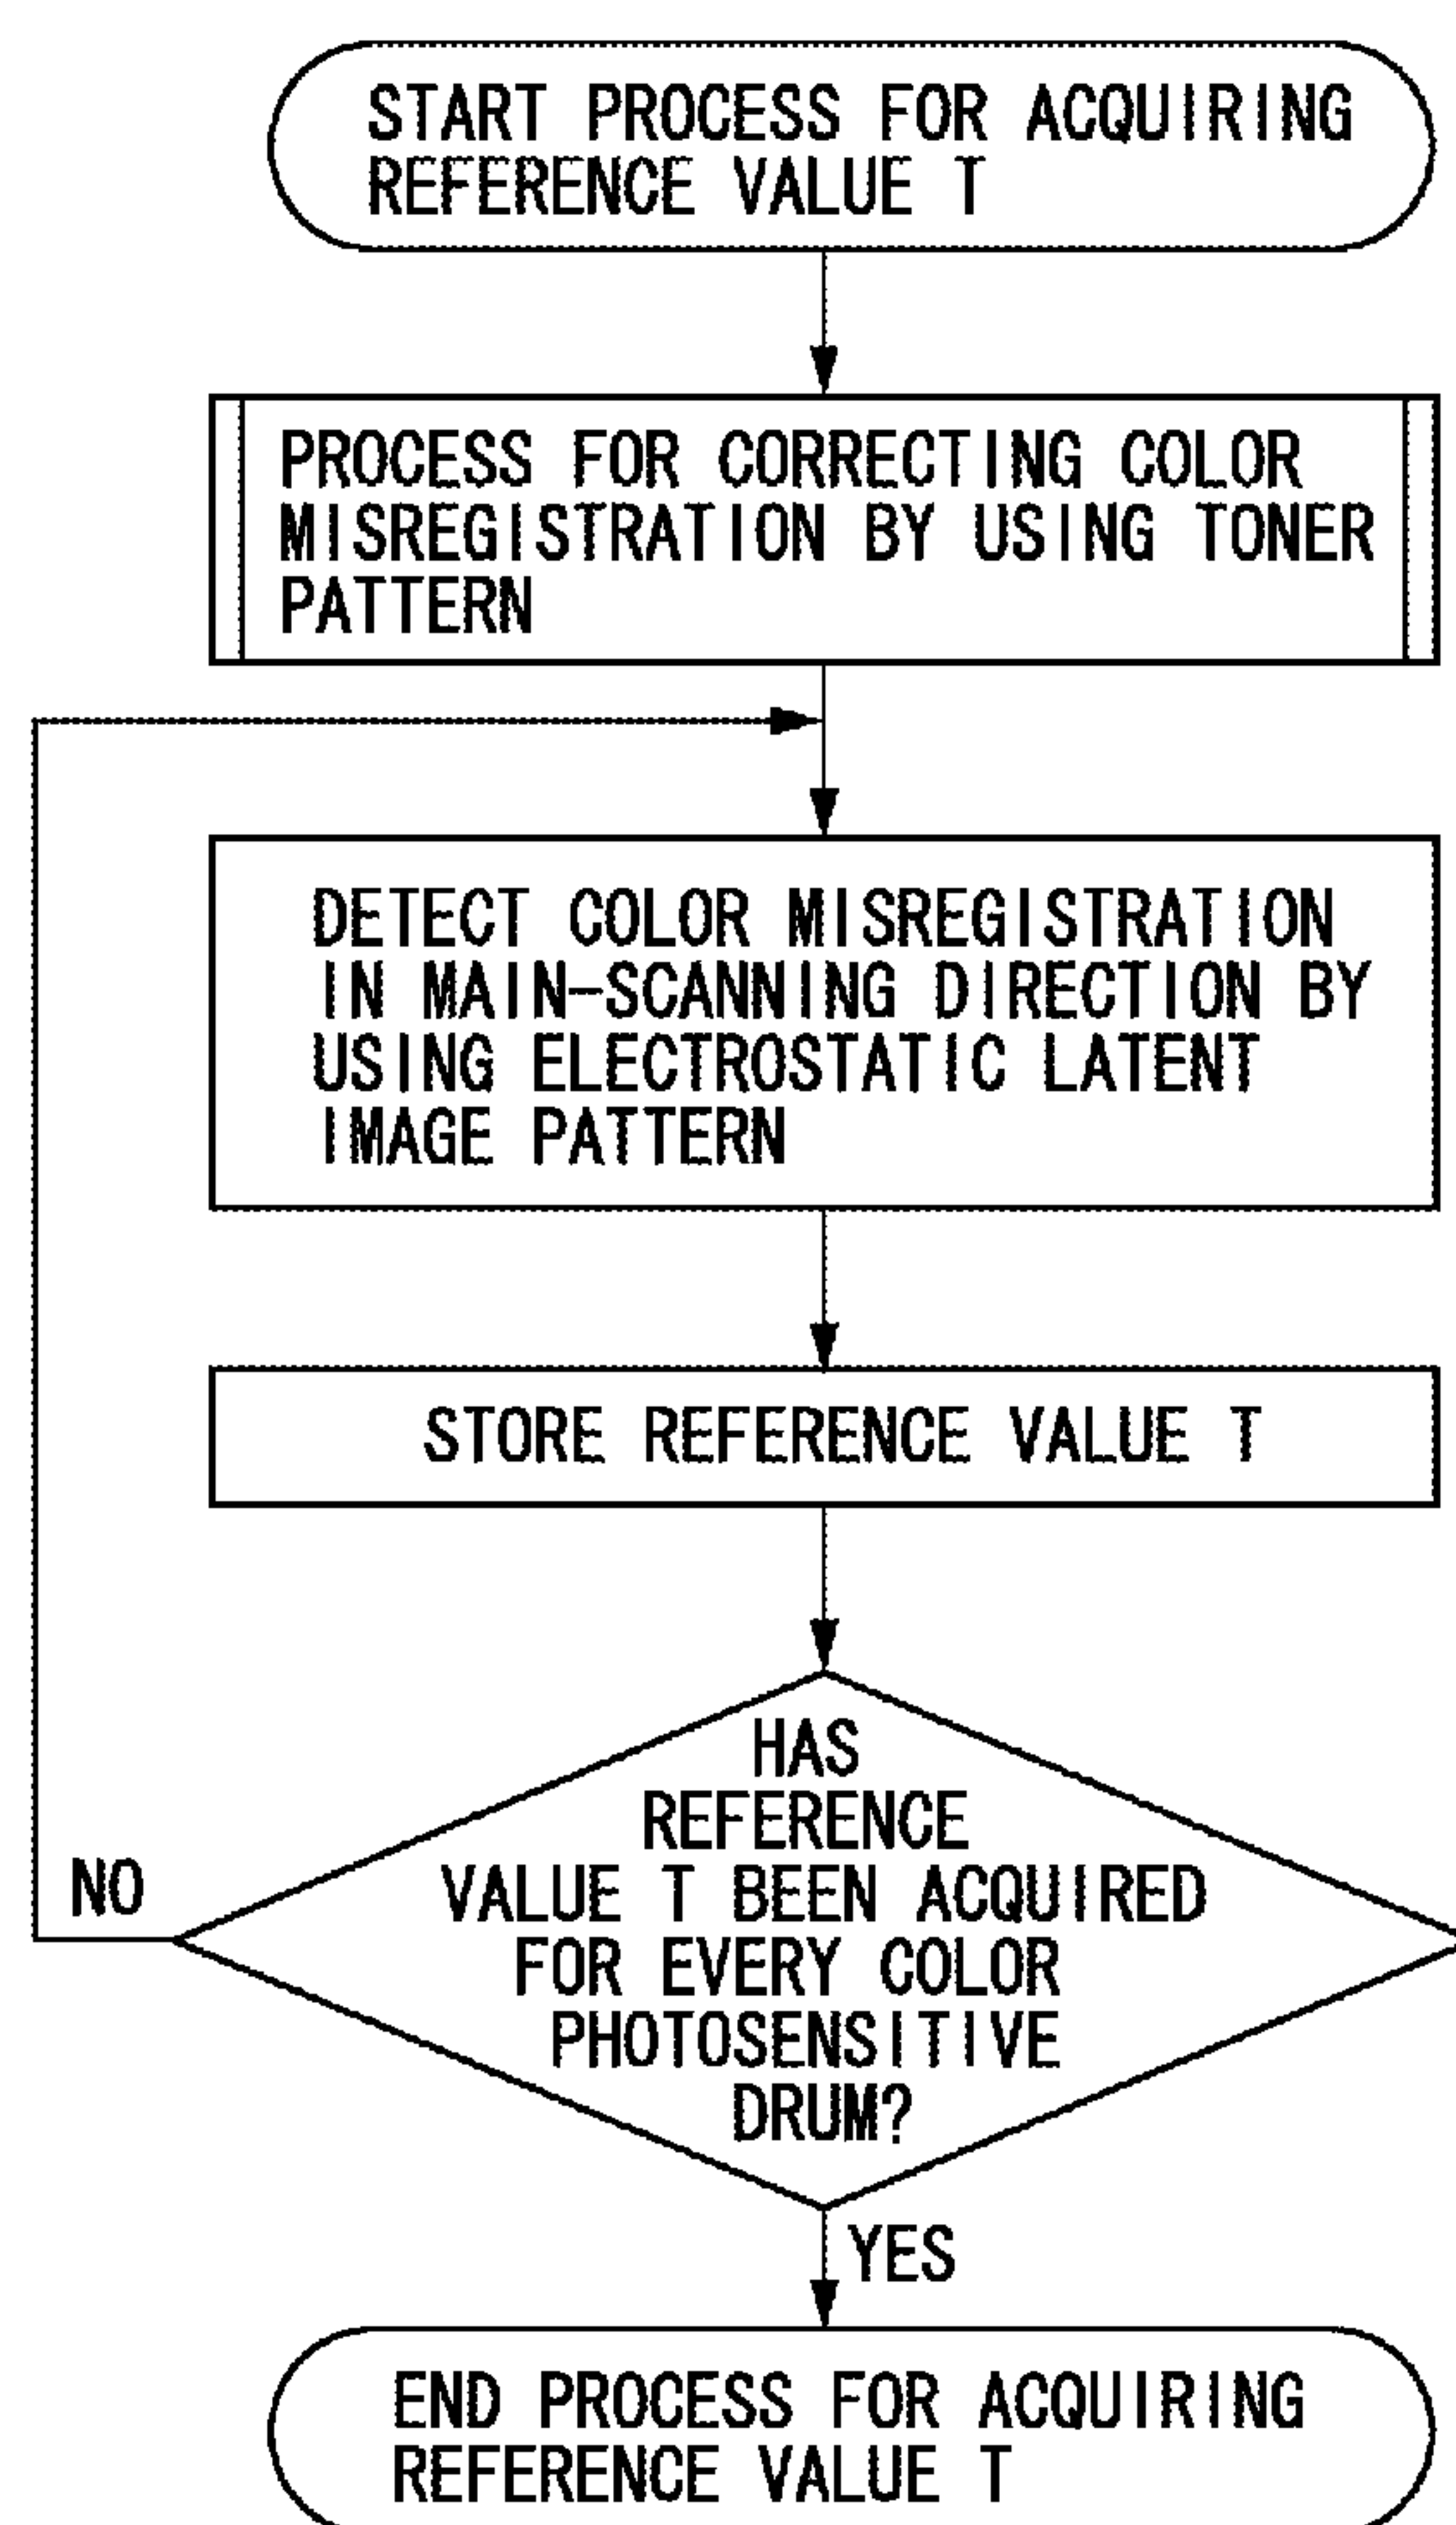 START PROCESS FOR ACQUIRING
REFERENCE VALUE T
PROCESS FOR CORRECTING COLOR
MISREGISTRATION BY USING TONER
PATTERN
DETECT COLOR MISREGISTRATION
IN MAIN-SCANNING DIRECTION BY
USING ELECTROSTATIC LATENT
IMAGE PATTERN
STORE REFERENCE VALUE T
HAS
REFERENCE
VALUE T BEEN ACQUIRED
FOR EVERY COLOR
PHOTOSENSITIVE
DRUM?
NO
YES
END PROCESS FOR ACQUIRING
REFERENCE VALUE T